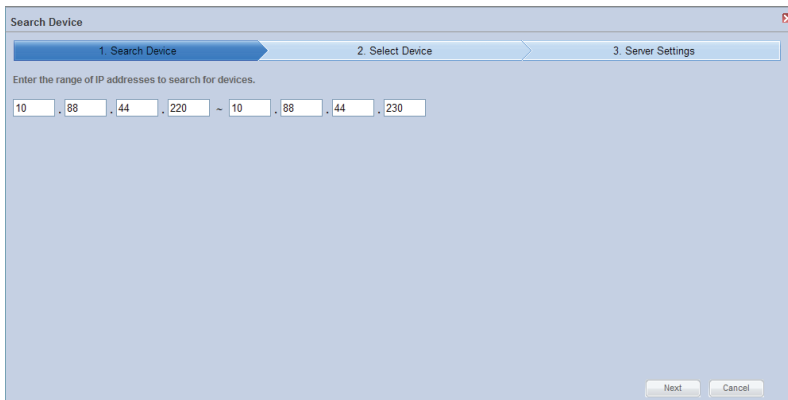 Search Device
1. Search Device 2. Select Device 3. Server Settings
Enter the range of IP addresses to search for devices.
10 . 88 . 44 . 220 ~ 10 . 88 . 44 . 230
Next Cancel